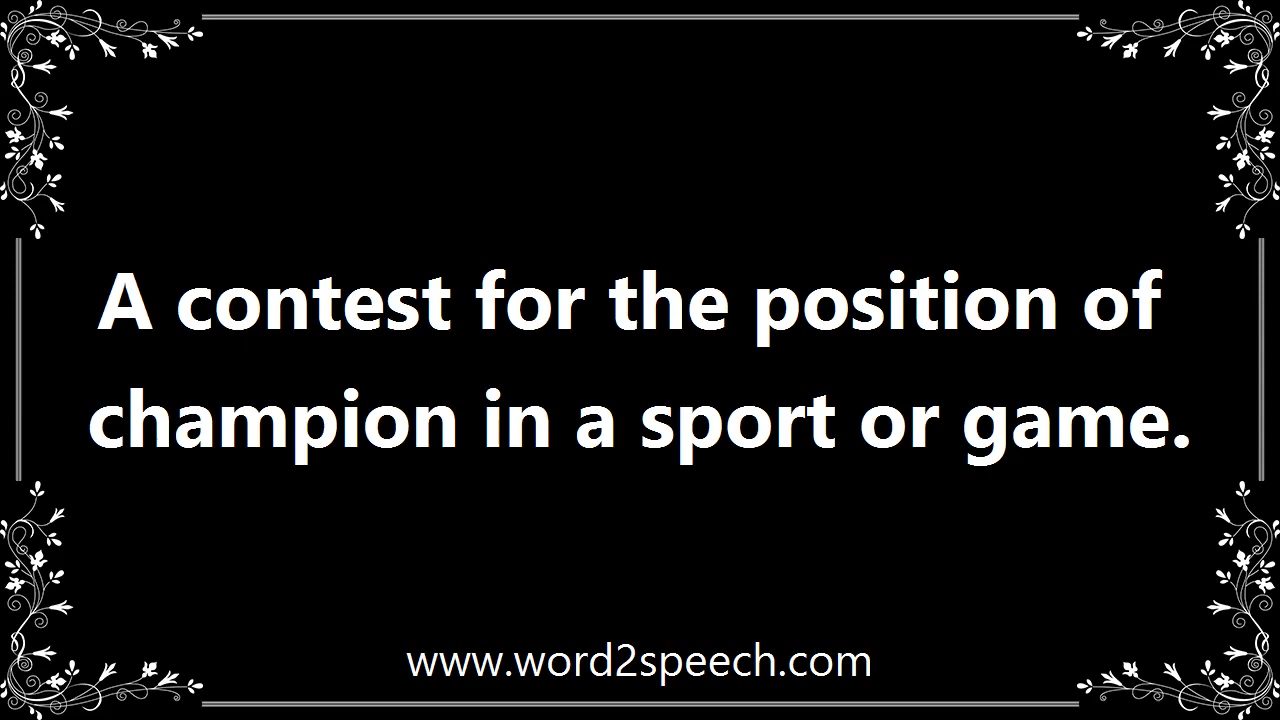 A contest for the position of
champion in a sport or game.
www.word2speech.com